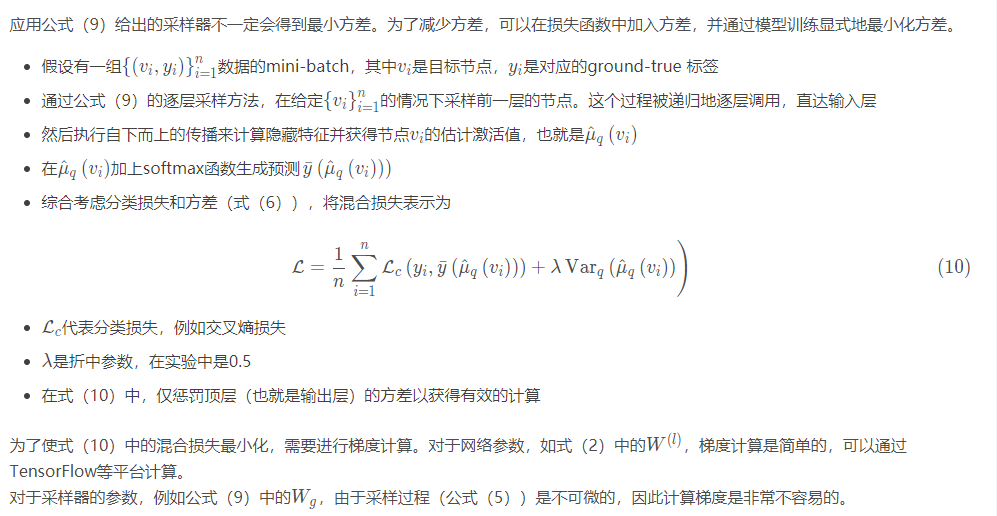 应用公式（9）给出的采样器不一定会得到最小方差。为了减少方差，可以在损失函数中加入方差，并通过模型训练显式地最小化方差。
• 假设有一组$\{(v_i, y_i)\}_{i=1}^{n}$数据的mini-batch，其中$v_i$是目标节点，$y_i$是对应的ground-true 标签
• 通过公式（9）的逐层采样方法，在给定$\{v_i\}_{i=1}^{n}$的情况下采样前一层的节点。这个过程被递归地逐层调用，直达输入层
• 然后执行自下而上的传播来计算隐藏特征并获得节点$v_i$的估计激活值，也就是$\hat{\mu}_q(v_i)$
• 在$\hat{\mu}_q(v_i)$加上softmax函数生成预测$\bar{y}(\hat{\mu}_q(v_i)))$
• 综合考虑分类损失和方差（式（6）），将混合损失表示为
$\mathcal{L} = \frac{1}{n} \sum_{i=1}^{n} \mathcal{L}_c(y_i, \bar{y}(\hat{\mu}_q(v_i))) + \lambda \operatorname{Var}_q(\hat{\mu}_q(v_i)))$ (10)
• $\mathcal{L}_c$代表分类损失，例如交叉熵损失
• $\lambda$是折中参数，在实验中是0.5
• 在式（10）中，仅惩罚顶层（也就是输出层）的方差以获得有效的计算
为了使式（10）中的混合损失最小化，需要进行梯度计算。对于网络参数，如式（2）中的$W^{(l)}$，梯度计算是简单的，可以通过
TensorFlow等平台计算。
对于采样器的参数，例如公式（9）中的$W_g$，由于采样过程（公式（5））是不可微的，因此计算梯度是非常不容易的。